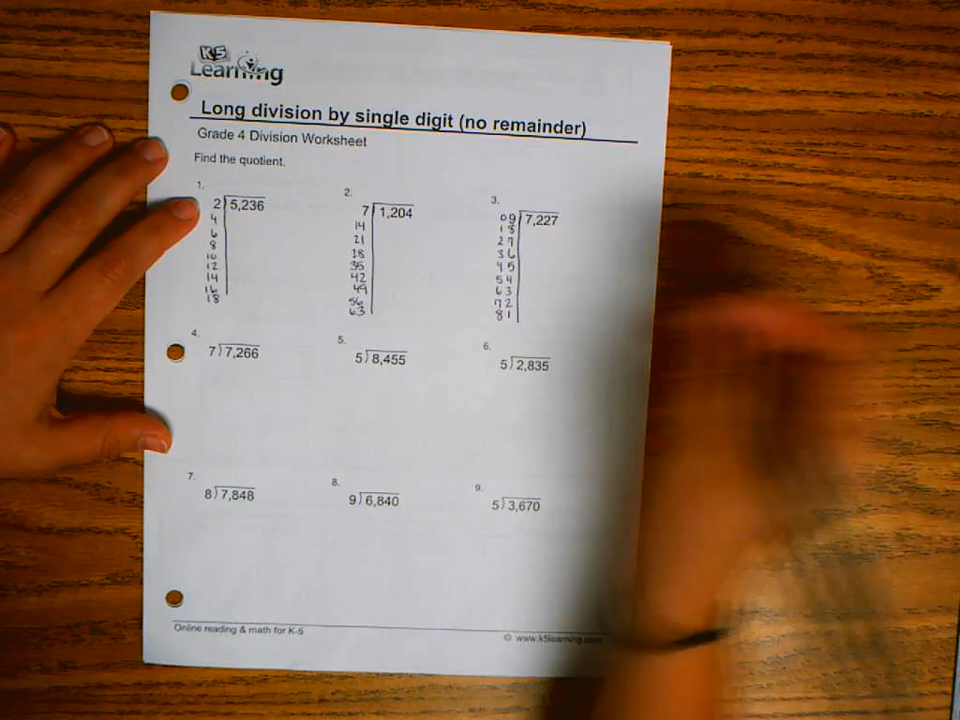 K5
Learning
Long division by single digit (no remainder)
Grade 4 Division Worksheet
Find the quotient.
1. 2.  3.
2 5,236 7 1,204 09 7,227
4 14 18
6 21 27
8 28 36
10 35 45
12 42 54
14 49 63
16 56 72
18 63 81
4. 5. 6.
7)7,266 5)8,455 5)2,835
7. 8. 9.
8)7,848 9)6,840 5)3,670
Online reading & math for K-5
© www.k5learning.com